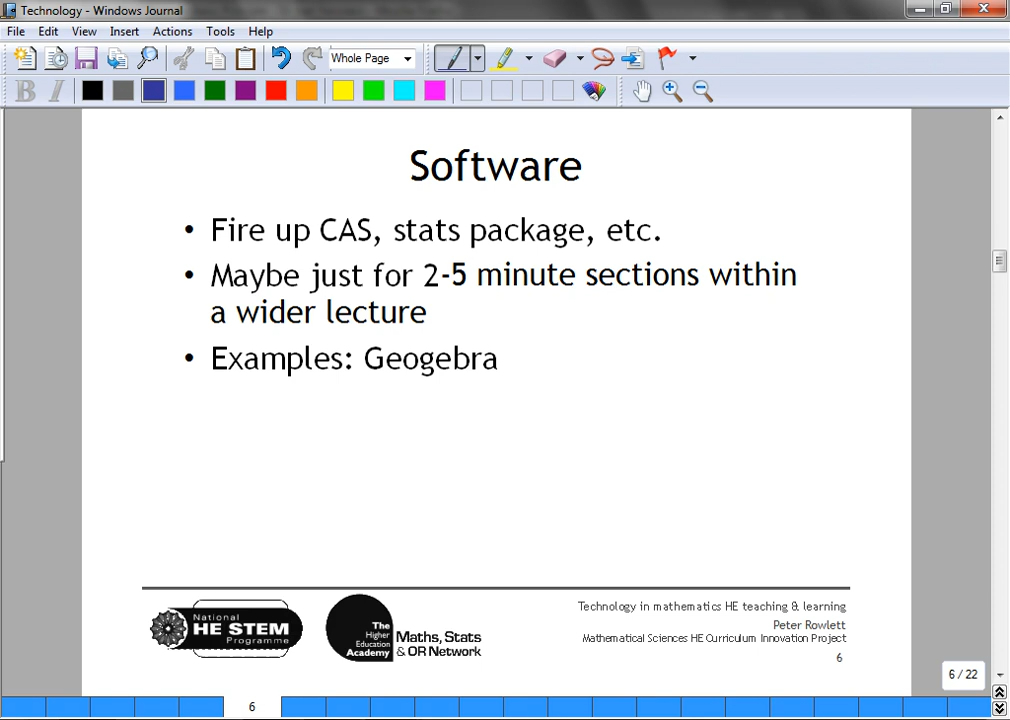 Technology - Windows Journal
File Edit View Insert Actions Tools Help
Whole Page
B I
Software
• Fire up CAS, stats package, etc.
• Maybe just for 2-5 minute sections within
a wider lecture
• Examples: Geogebra
National
HE STEM
Programme
The
Higher
Education
Academy
Maths, Stats
& OR Network
Technology in mathematics HE teaching & learning
Peter Rowlett
Mathematical Sciences HE Curriculum Innovation Project
6
6 / 22
6